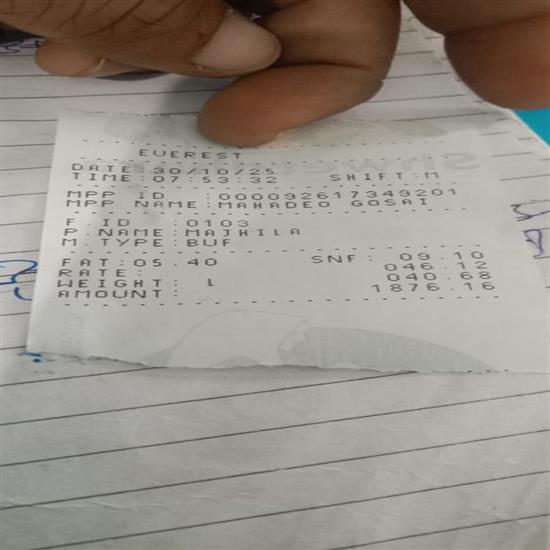 EVEREST
DATE:30/10/25
TIME:07:53:32 SHIFT:M
MPP ID :000092617349201
MPP NAME:MAHADEO GOSAI
F.ID :0103
P.NAME:MAJHILA
M.TYPE:BUF
FAT:05.40 SNF: 09.10
RATE: 046.12
WEIGHT: L 040.68
AMOUNT: 1876.16